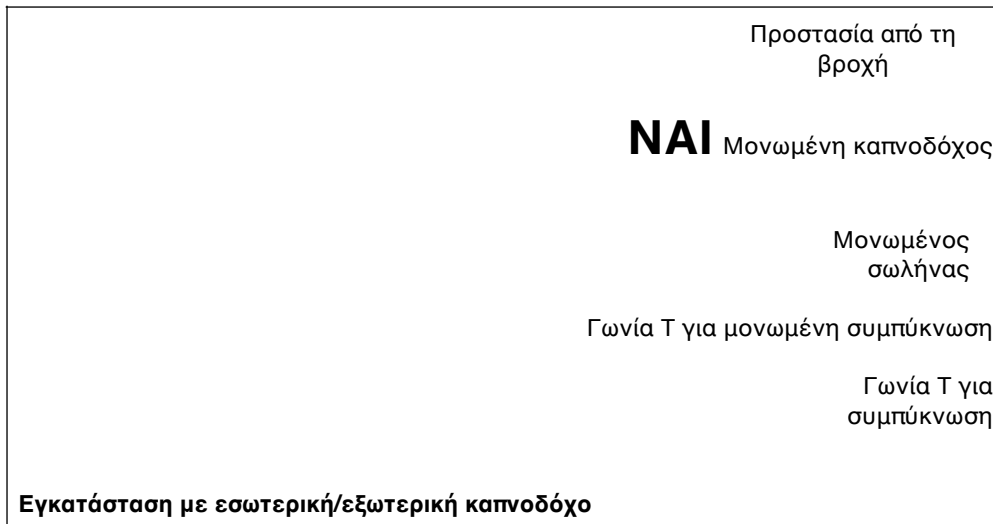 Προστασία από τη
βροχή
ΝΑΙ Μονωμένη καπνοδόχος
Μονωμένος
σωλήνας
Γωνία Τ για μονωμένη συμπύκνωση
Γωνία Τ για
συμπύκνωση
Εγκατάσταση με εσωτερική/εξωτερική καπνοδόχο